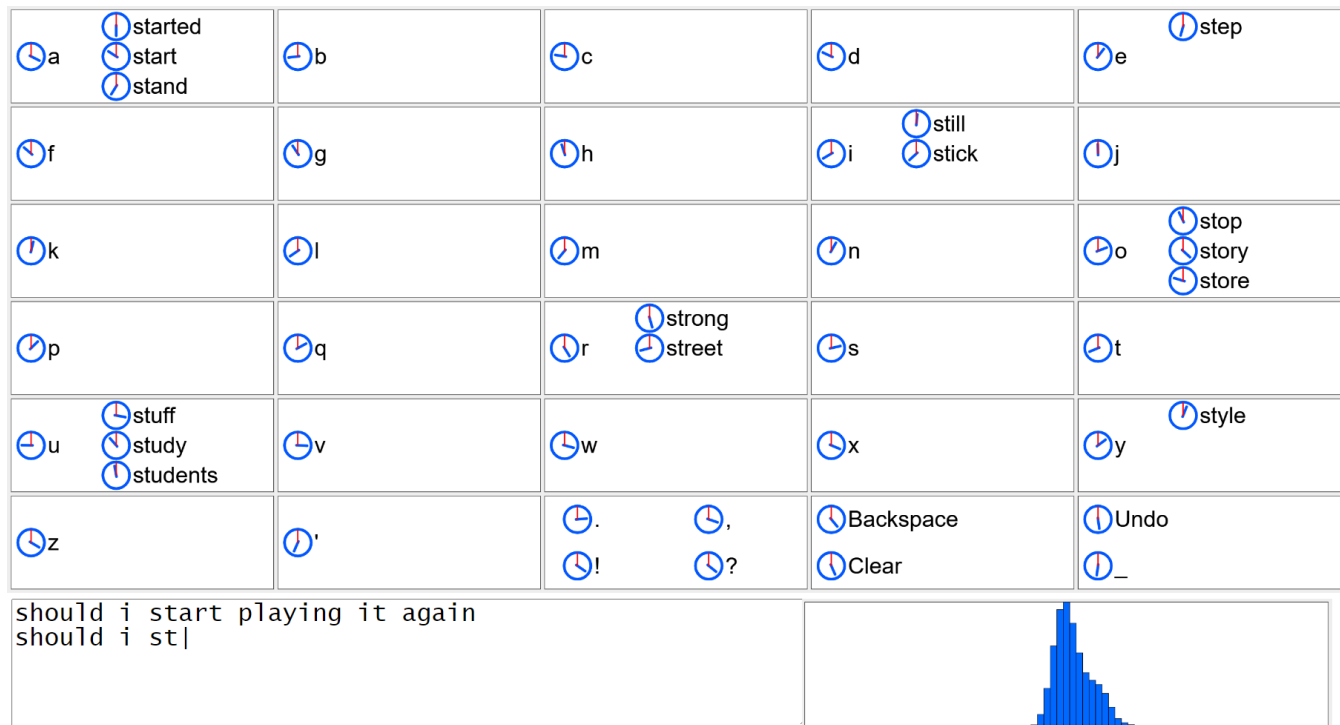 a started start stand b c d e step
f g h i still stick j
k l m n o stop story store
p q r strong street s t
u stuff study students v w x y style
z ' . , ! ? Backspace Clear Undo _
should i start playing it again
should i st|